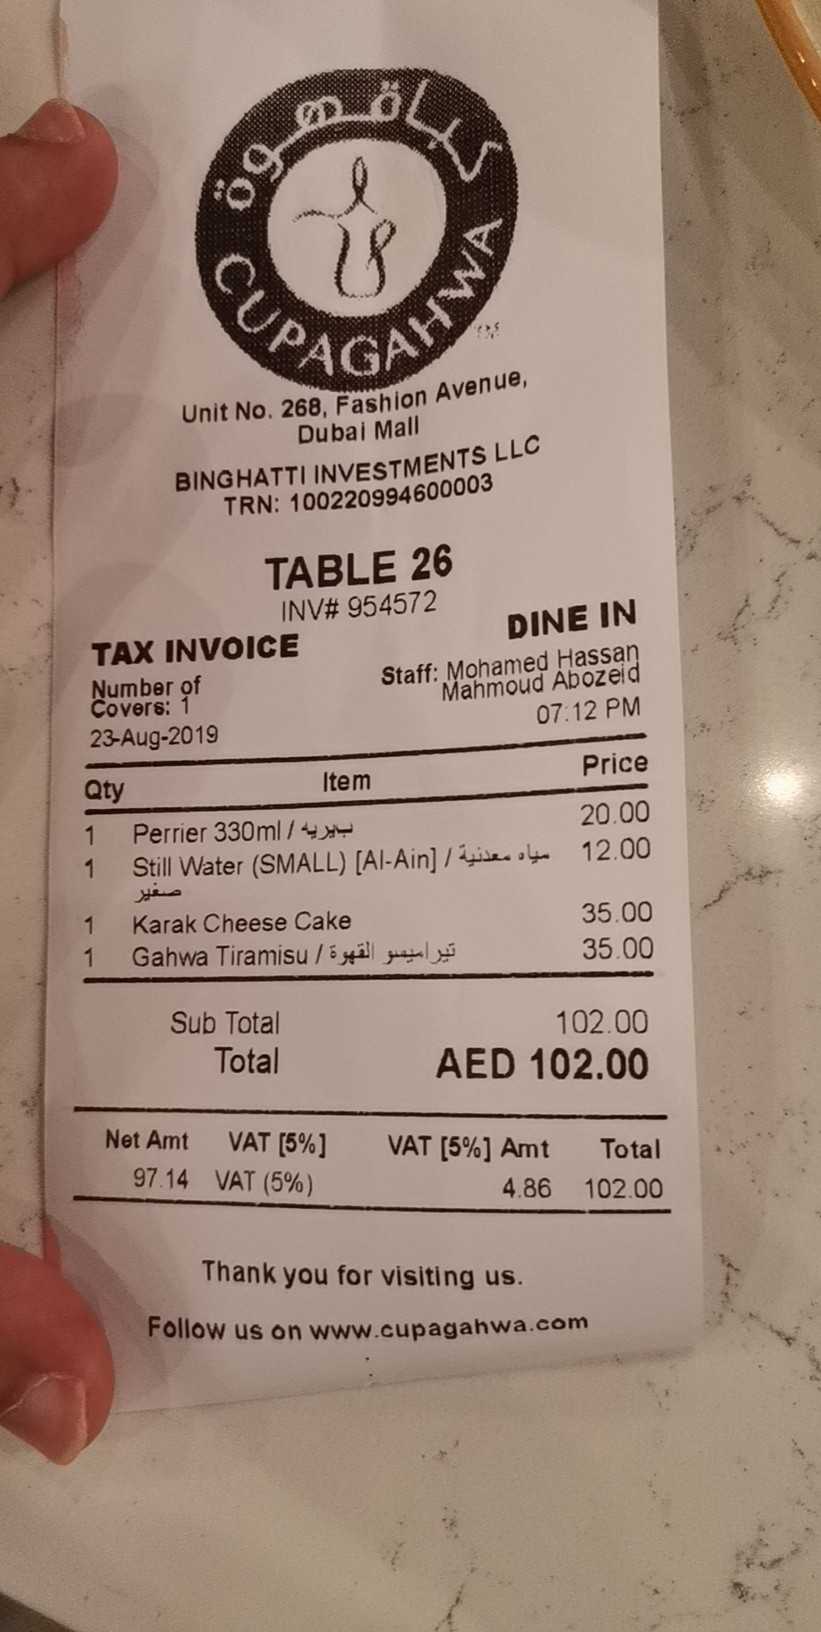 كباقهوة
CUPAGAHWA
TM
Unit No. 268, Fashion Avenue,
Dubai Mall
BINGHATTI INVESTMENTS LLC
TRN: 100220994600003
TABLE 26
INV# 954572
DINE IN
TAX INVOICE
Staff: Mohamed Hassan
Mahmoud Abozeid
Number of
Covers: 1
07:12 PM
23-Aug-2019
Qty Item Price
1 Perrier 330ml / بيريه 20.00
1 Still Water (SMALL) [Al-Ain] / مياه معدنية 12.00
صغير
1 Karak Cheese Cake 35.00
1 Gahwa Tiramisu / تيراميسو القهوة 35.00
Sub Total 102.00
Total AED 102.00
Net Amt VAT [5%] VAT [5%] Amt Total
97.14 VAT (5%) 4.86 102.00
Thank you for visiting us.
Follow us on www.cupagahwa.com